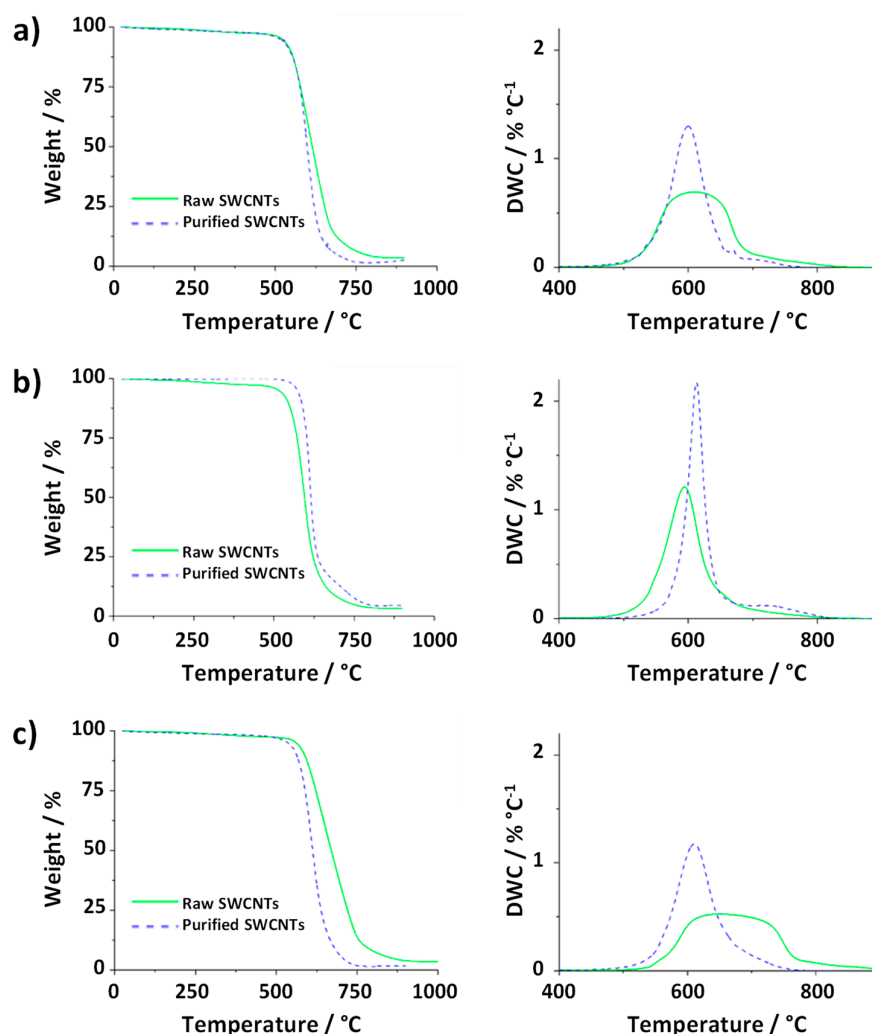 a)
Weight / %
100
75
50
25
0
Raw SWCNTs
Purified SWCNTs
0 250 500 750 1000
Temperature / °C
DWC / % °C⁻¹
2
1
0
400 600 800
Temperature / °C
b)
Weight / %
100
75
50
25
0
Raw SWCNTs
Purified SWCNTs
0 250 500 750 1000
Temperature / °C
DWC / % °C⁻¹
2
1
0
400 600 800
Temperature / °C
c)
Weight / %
100
75
50
25
0
Raw SWCNTs
Purified SWCNTs
0 250 500 750 1000
Temperature / °C
DWC / % °C⁻¹
2
1
0
400 600 800
Temperature / °C